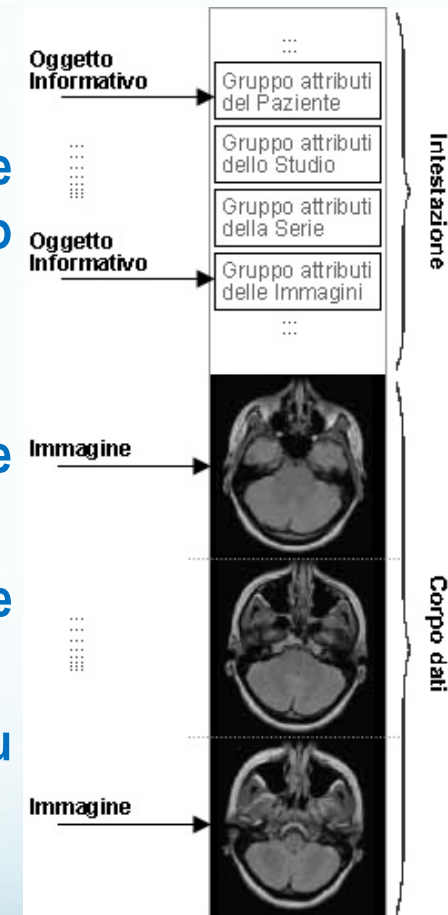 Oggetto
Informativo
Gruppo attributi
del Paziente
Gruppo attributi
dello Studio
e
o
Gruppo attributi
della Serie
Oggetto
Informativo
Gruppo attributi
delle Immagini
Intestazione
e
Immagine
e
u
Immagine
Corpo dati